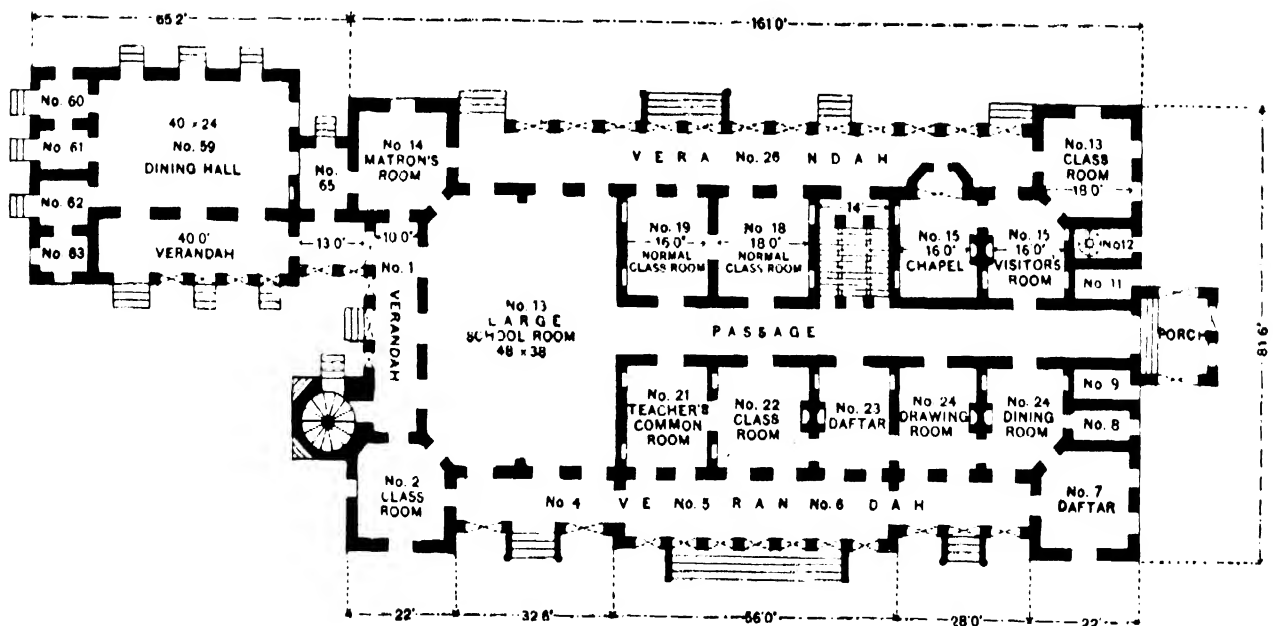 65.2'
161.0'
No. 60
No. 61
No. 62
No. 63
40 x 24
No. 59
DINING HALL
40.0'
VERANDAH
No. 65
13.0'
No. 14
MATRON'S
ROOM
10.0'
No. 1
VERANDAH
VERA No. 26 NDAH
No. 13
CLASS
ROOM
18.0'
No. 19
16.0'
NORMAL
CLASS ROOM
No. 18
18.0'
NORMAL
CLASS ROOM
14
No. 15
16.0'
CHAPEL
No. 15
16.0'
VISITOR'S
ROOM
No 12
No. 11
No. 13
LARGE
SCHOOL ROOM
48 x 38
PASSAGE
PORCH
81.6'
No. 21
TEACHER'S
COMMON
ROOM
No. 22
CLASS
ROOM
No. 23
DAFTAR
No. 24
DRAWING
ROOM
No. 24
DINING
ROOM
No. 9
No. 8
No. 2
CLASS
ROOM
No. 4 VE No. 5 RAN No. 6 DAH
No. 7
DAFTAR
22'
32.6'
56.0'
28.0'
22'